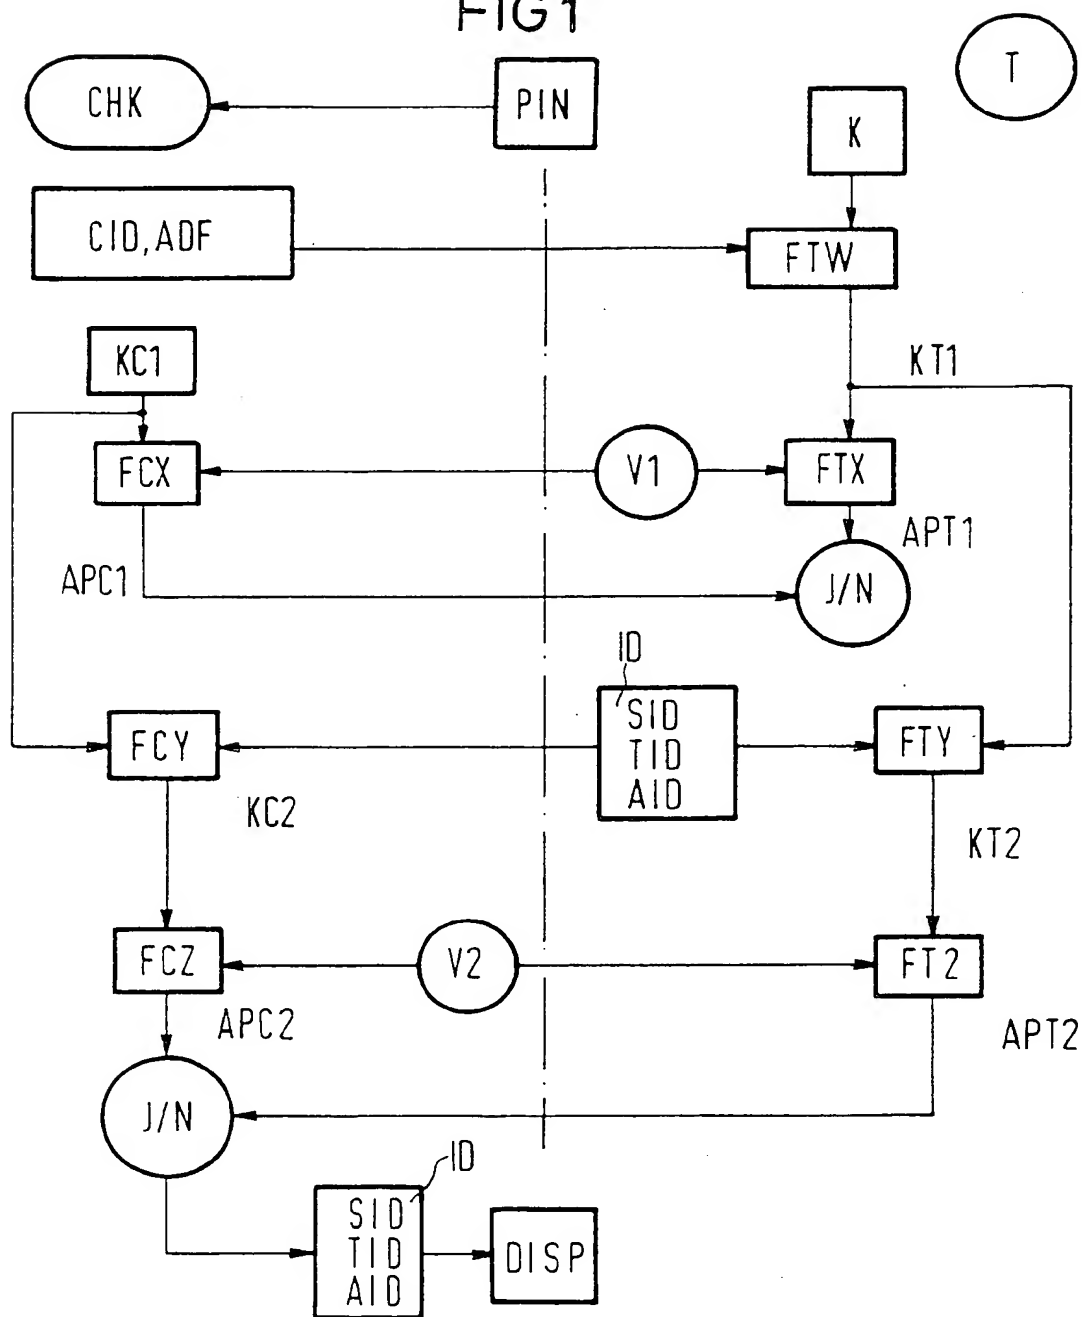 FIG 1
T
CHK
PIN
K
CID, ADF
FTW
KC1
KT1
FCX
V1
FTX
APT1
APC1
J/N
ID
SID
TID
AID
FCY
FTY
KC2
KT2
FCZ
V2
FT2
APC2
APT2
J/N
ID
SID
TID
AID
DISP